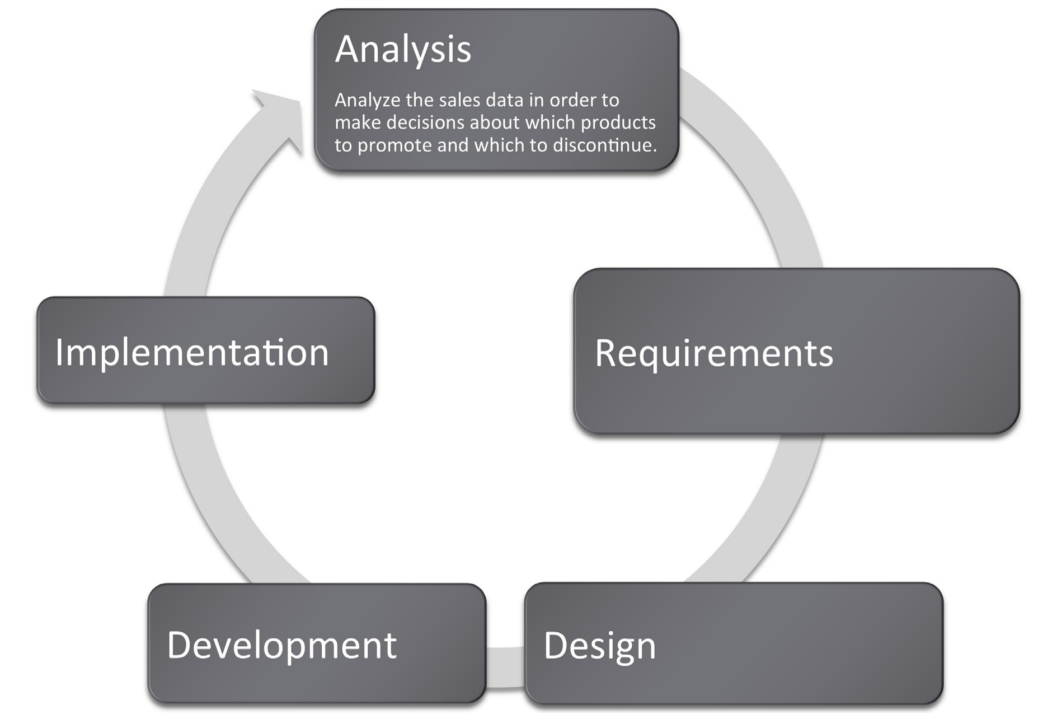 Analysis
Analyze the sales data in order to
make decisions about which products
to promote and which to discontinue.
Requirements
Design
Development
Implementation